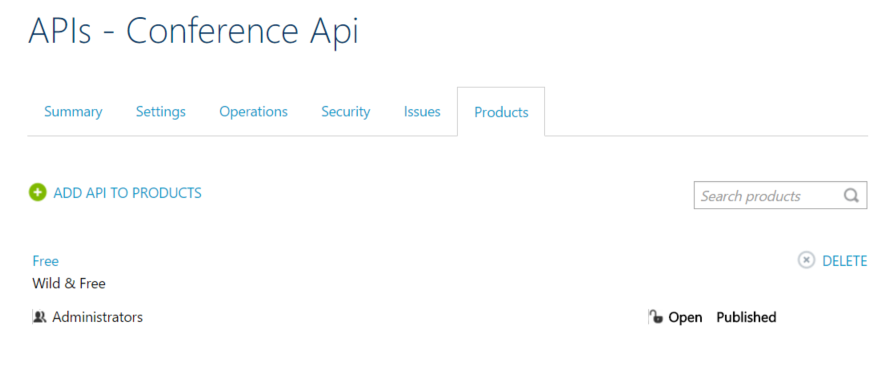 APIs - Conference Api
Summary Settings Operations Security Issues Products
ADD API TO PRODUCTS Search products
Free DELETE
Wild & Free
Administrators Open Published